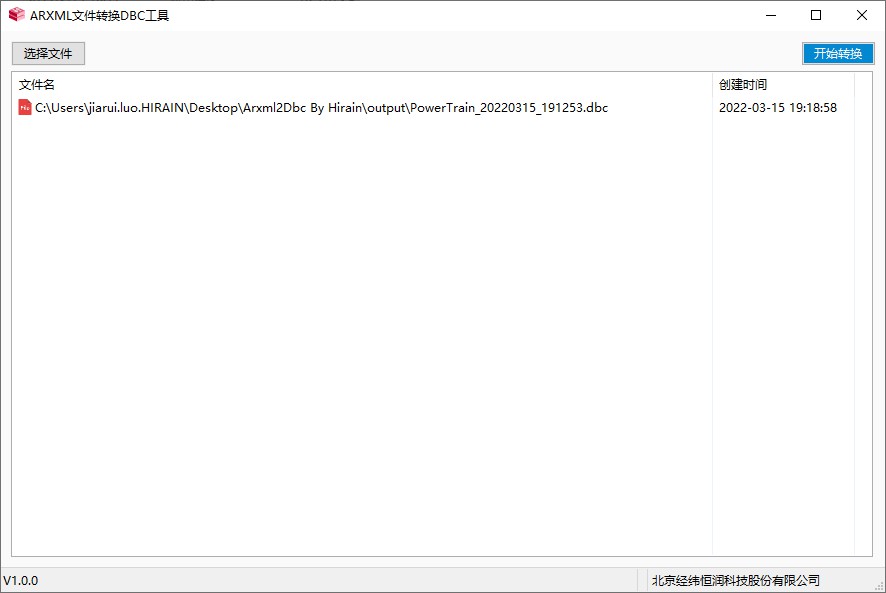 ARXML文件转换DBC工具
选择文件
开始转换
文件名 创建时间
C:\Users\jiarui.luo.HIRAIN\Desktop\Arxml2Dbc By Hirain\output\PowerTrain_20220315_191253.dbc 2022-03-15 19:18:58
V1.0.0
北京经纬恒润科技股份有限公司